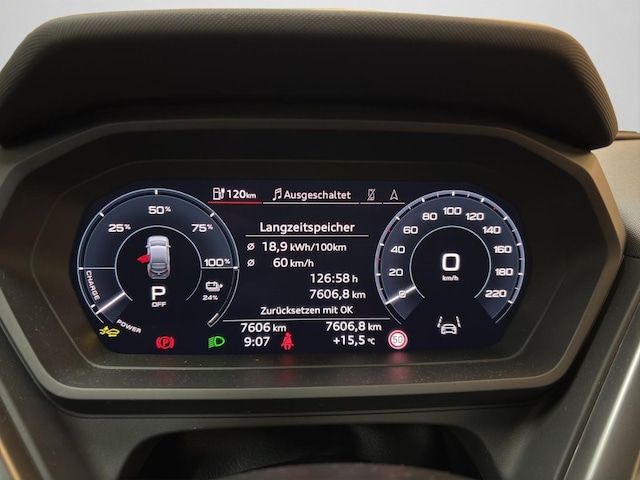 120km Ausgeschaltet
25% 50% 75% 100%
CHARGE
POWER
P
OFF
24%
Langzeitspeicher
ø 18,9 kWh/100km
ø 60 km/h
126:58 h
7606,8 km
Zurücksetzen mit OK
7606 km 7606,8 km
9:07 +15,5 °C
0 20 40 60 80 100 120 140 160 180 200 220
0
km/h
50
P